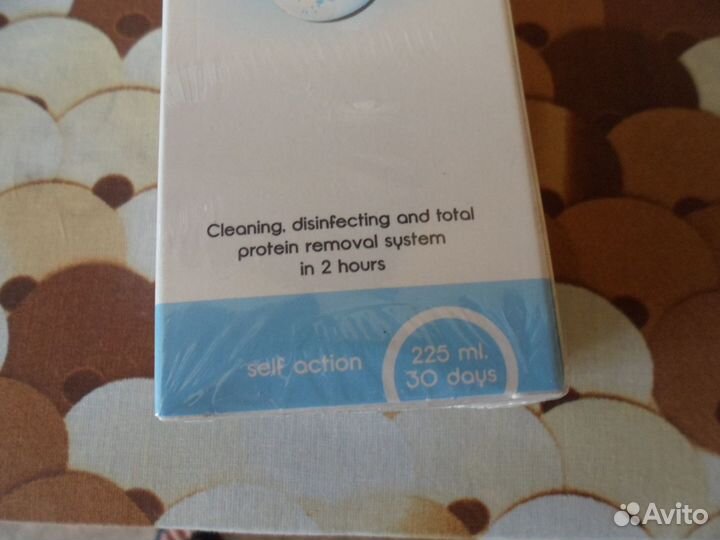 Cleaning, disinfecting and total
protein removal system
in 2 hours
self action
225 ml.
30 days
Avito